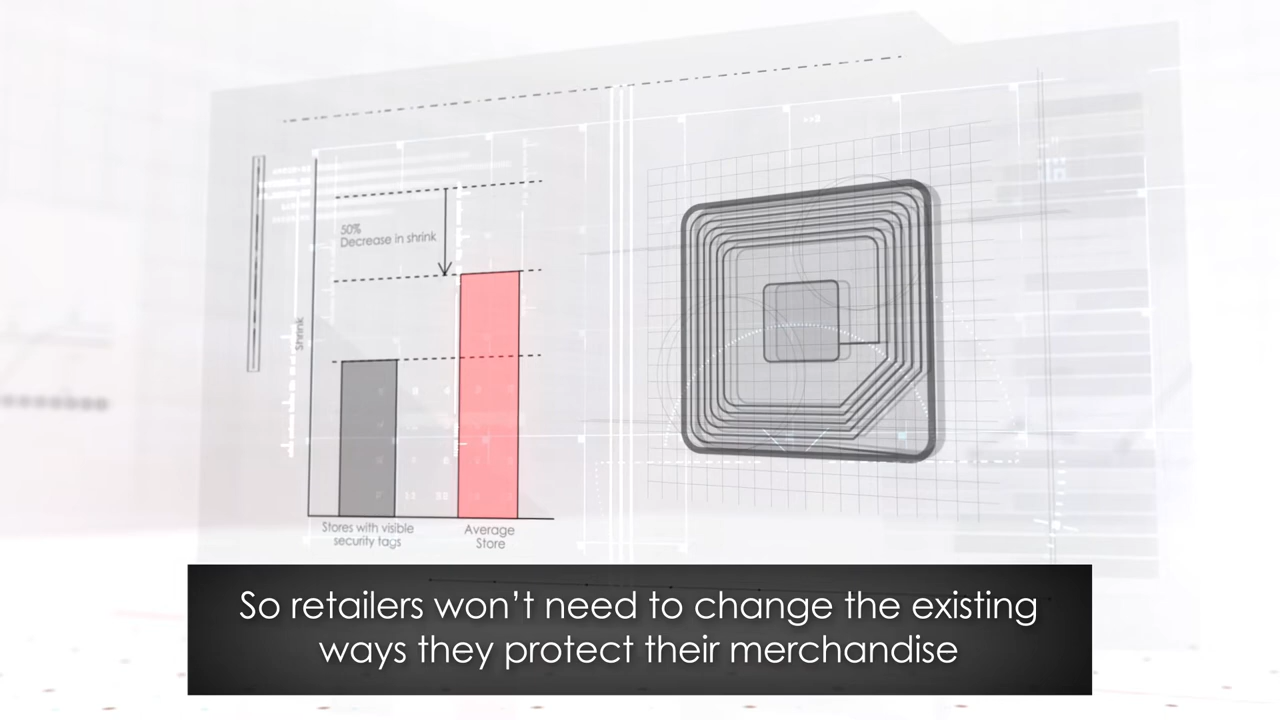 50%
Decrease in shrink
Shrink
Stores with visible
security tags
Average
Store
So retailers won’t need to change the existing
ways they protect their merchandise